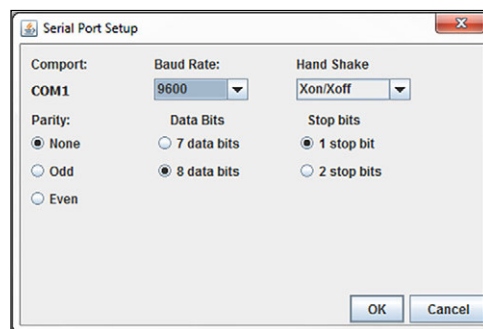 Serial Port Setup
Comport: Baud Rate: Hand Shake
COM1 9600 Xon/Xoff
Parity: Data Bits Stop bits
None 7 data bits 1 stop bit
Odd 8 data bits 2 stop bits
Even
OK Cancel